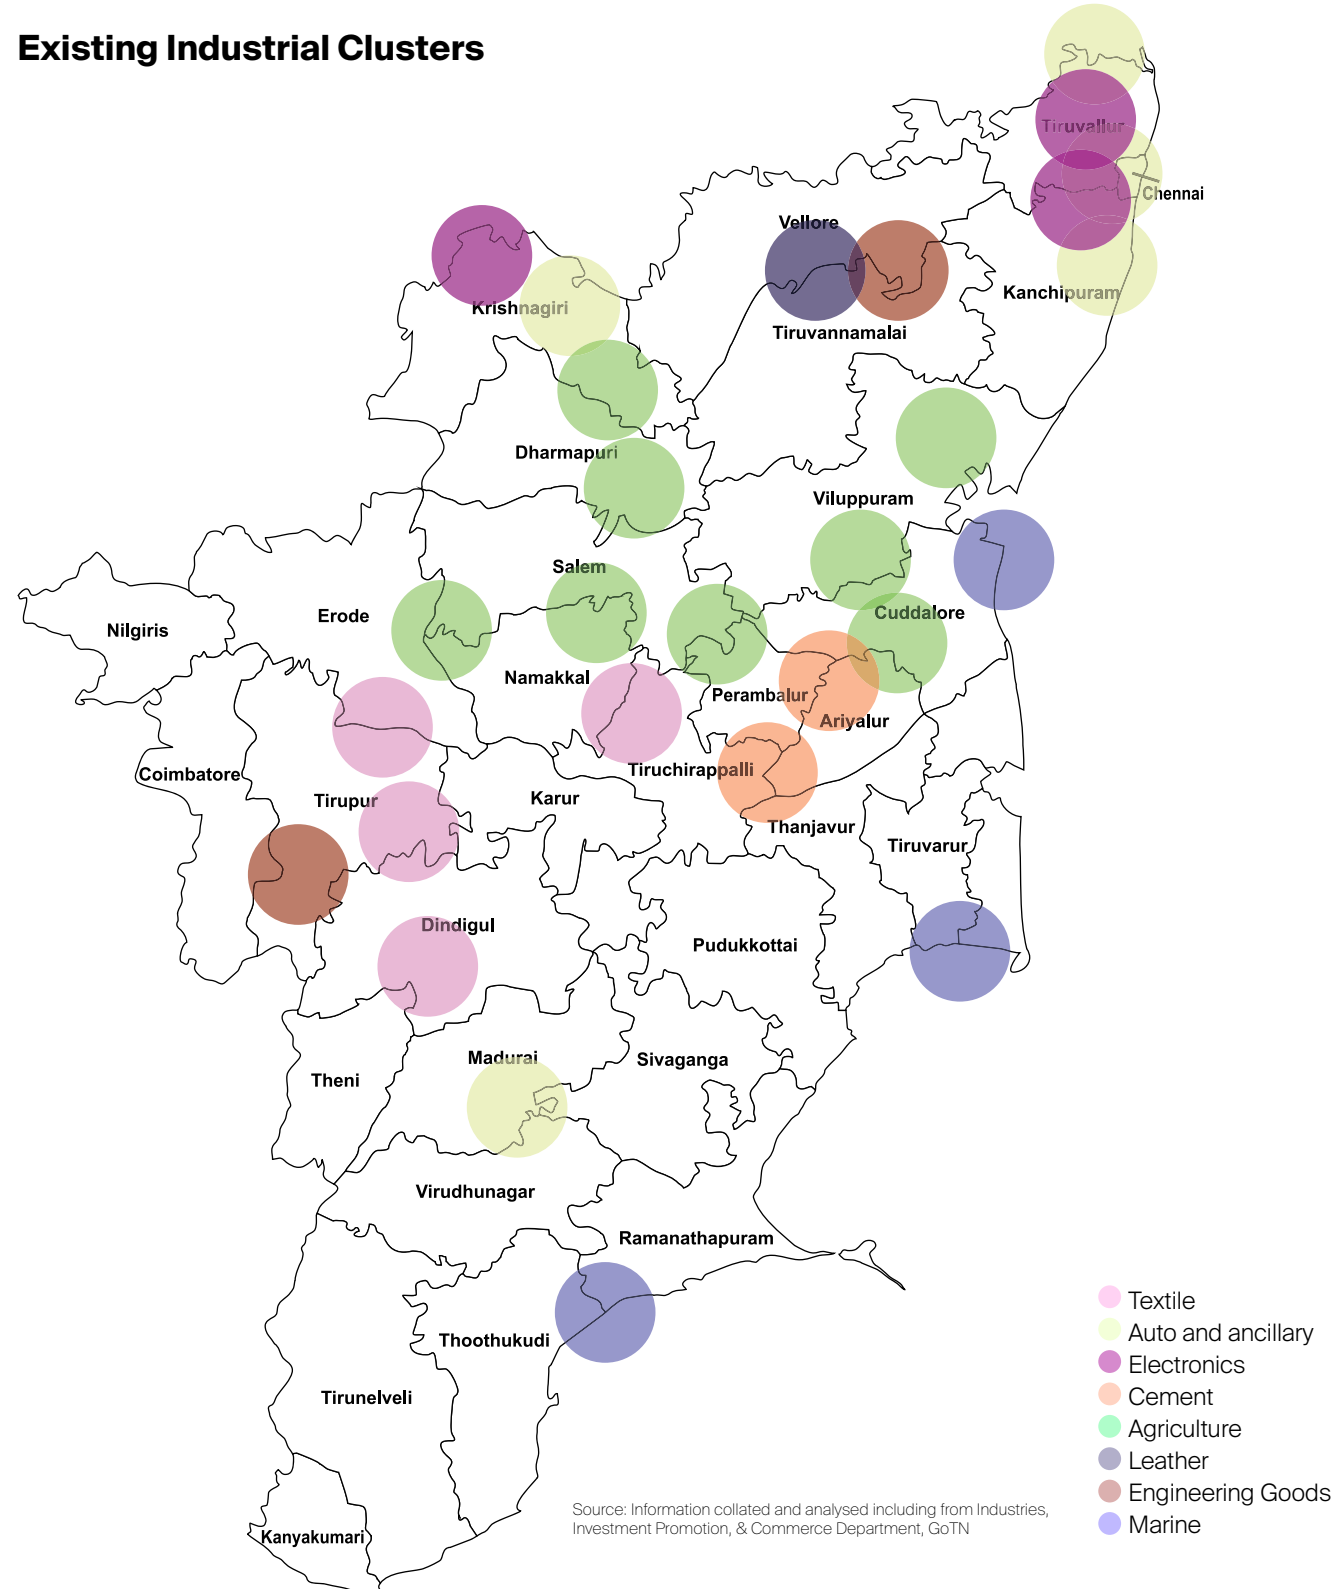 Existing Industrial Clusters
Tiruvallur
Chennai
Vellore
Kanchipuram
Krishnagiri
Tiruvannamalai
Dharmapuri
Viluppuram
Salem
Erode
Cuddalore
Nilgiris
Namakkal
Perambalur
Ariyalur
Tiruchirappalli
Coimbatore
Tirupur
Karur
Thanjavur
Tiruvarur
Dindigul
Pudukkottai
Madurai
Sivaganga
Theni
Virudhunagar
Ramanathapuram
Thoothukudi
Tirunelveli
Kanyakumari
Textile
Auto and ancillary
Electronics
Cement
Agriculture
Leather
Engineering Goods
Marine
Source: Information collated and analysed including from Industries,
Investment Promotion, & Commerce Department, GoTN